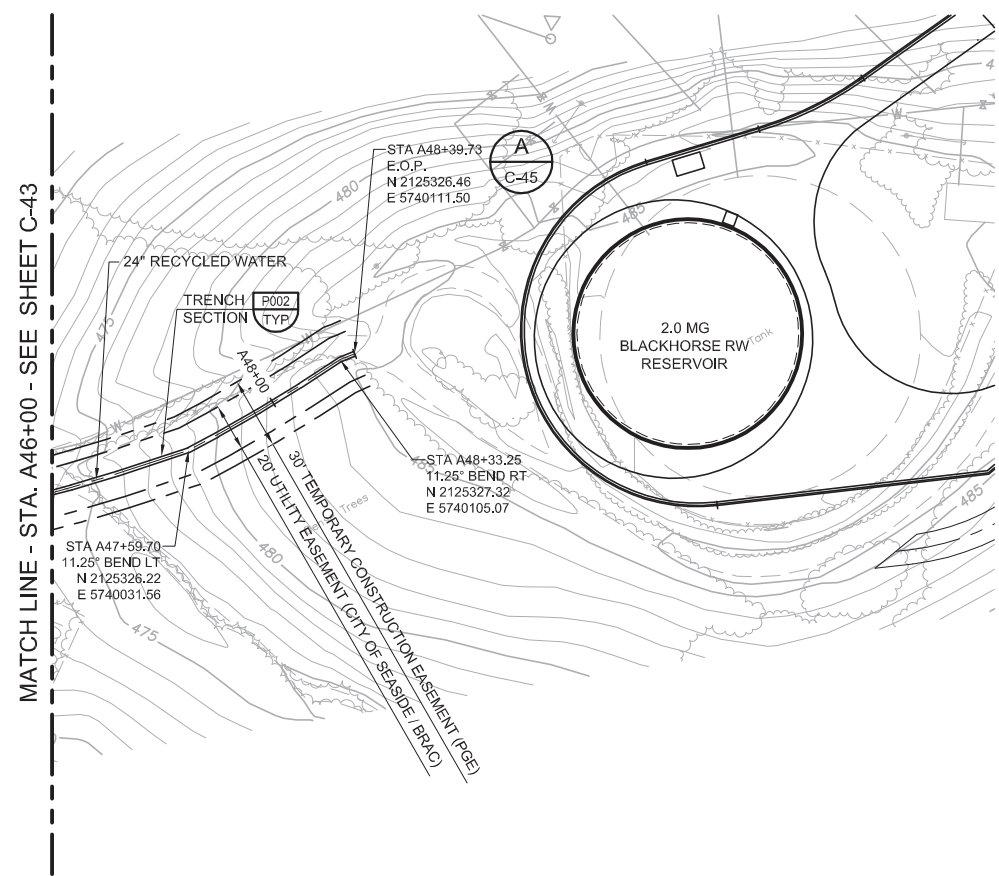 MATCH LINE - STA. A46+00 - SEE SHEET C-43
STA A48+39.73
E.O.P.
N 2125326.46
E 5740111.50
A
C-45
480
485
24" RECYCLED WATER
TRENCH
SECTION
P002
TYP
475
W
W
W
A48+00
2.0 MG
BLACKHORSE RW
RESERVOIR
Tank
STA A48+33.25
11.25° BEND RT
N 2125327.32
E 5740105.07
485
STA A47+59.70
11.25° BEND LT
N 2125326.22
E 5740031.56
480
475
Trees
20' UTILITY EASEMENT (CITY OF SEASIDE / BRAC)
30' TEMPORARY CONSTRUCTION EASEMENT (PGE)